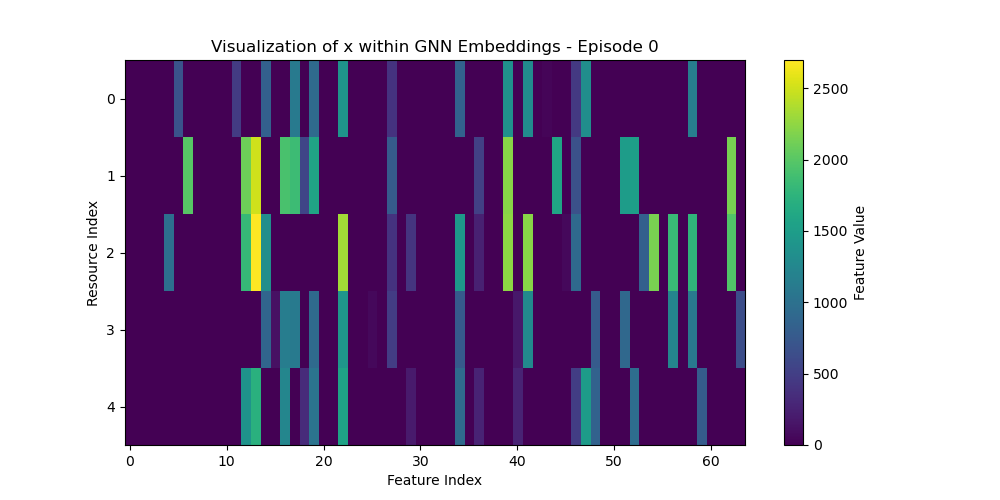 Visualization of x within GNN Embeddings - Episode 0
Resource Index
0
1
2
3
4
0 10 20 30 40 50 60
Feature Index
2500
2000
1500
1000
500
0
Feature Value